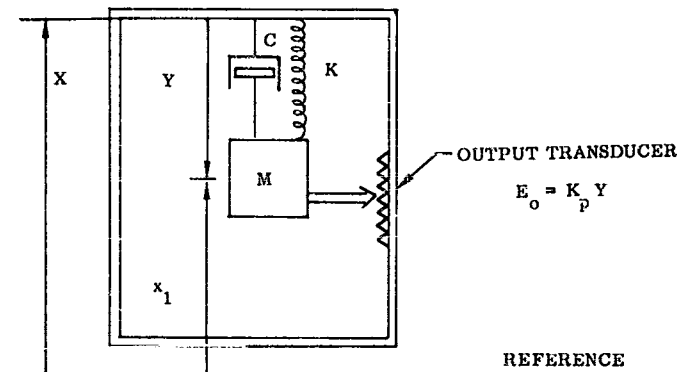 C
X
Y
K
OUTPUT TRANSDUCER
M
E_o = K_p Y
x_1
REFERENCE